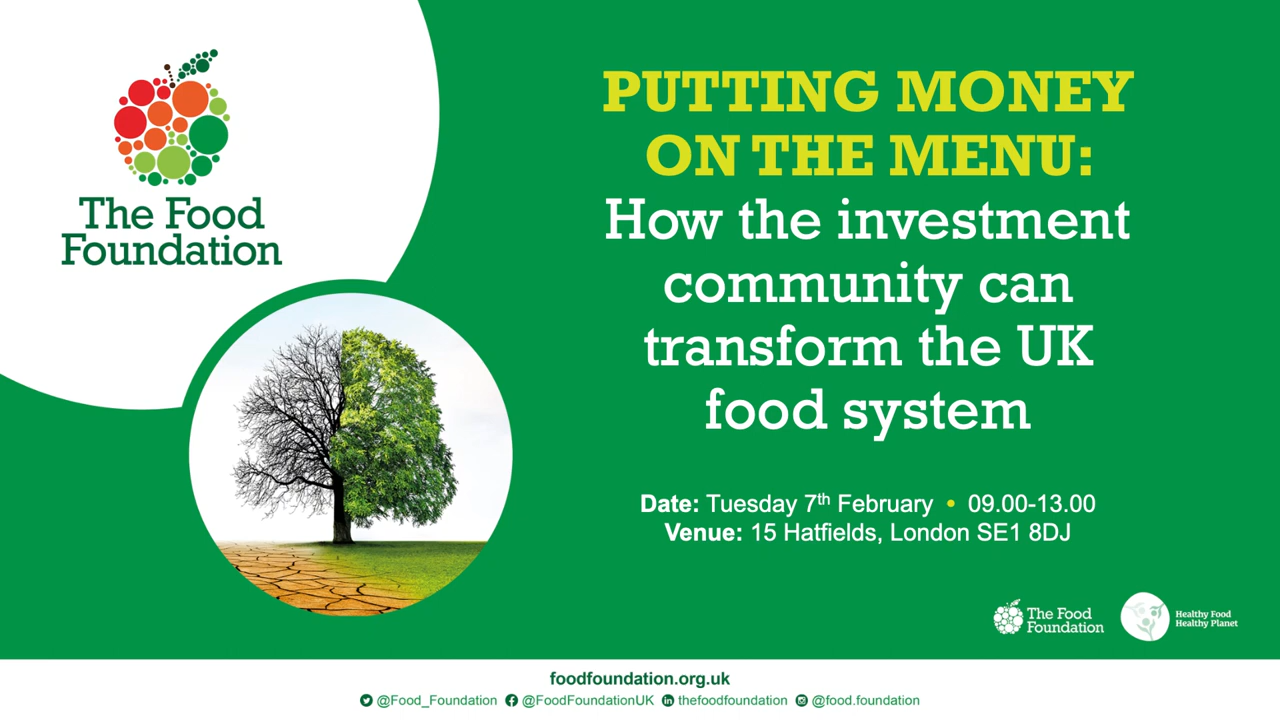 The Food
Foundation
PUTTING MONEY
ON THE MENU:
How the investment
community can
transform the UK
food system
Date: Tuesday 7th February • 09.00-13.00
Venue: 15 Hatfields, London SE1 8DJ
The Food
Foundation
Healthy Food
Healthy Planet
foodfoundation.org.uk
@Food_Foundation @FoodFoundationUK thefoodfoundation @food.foundation